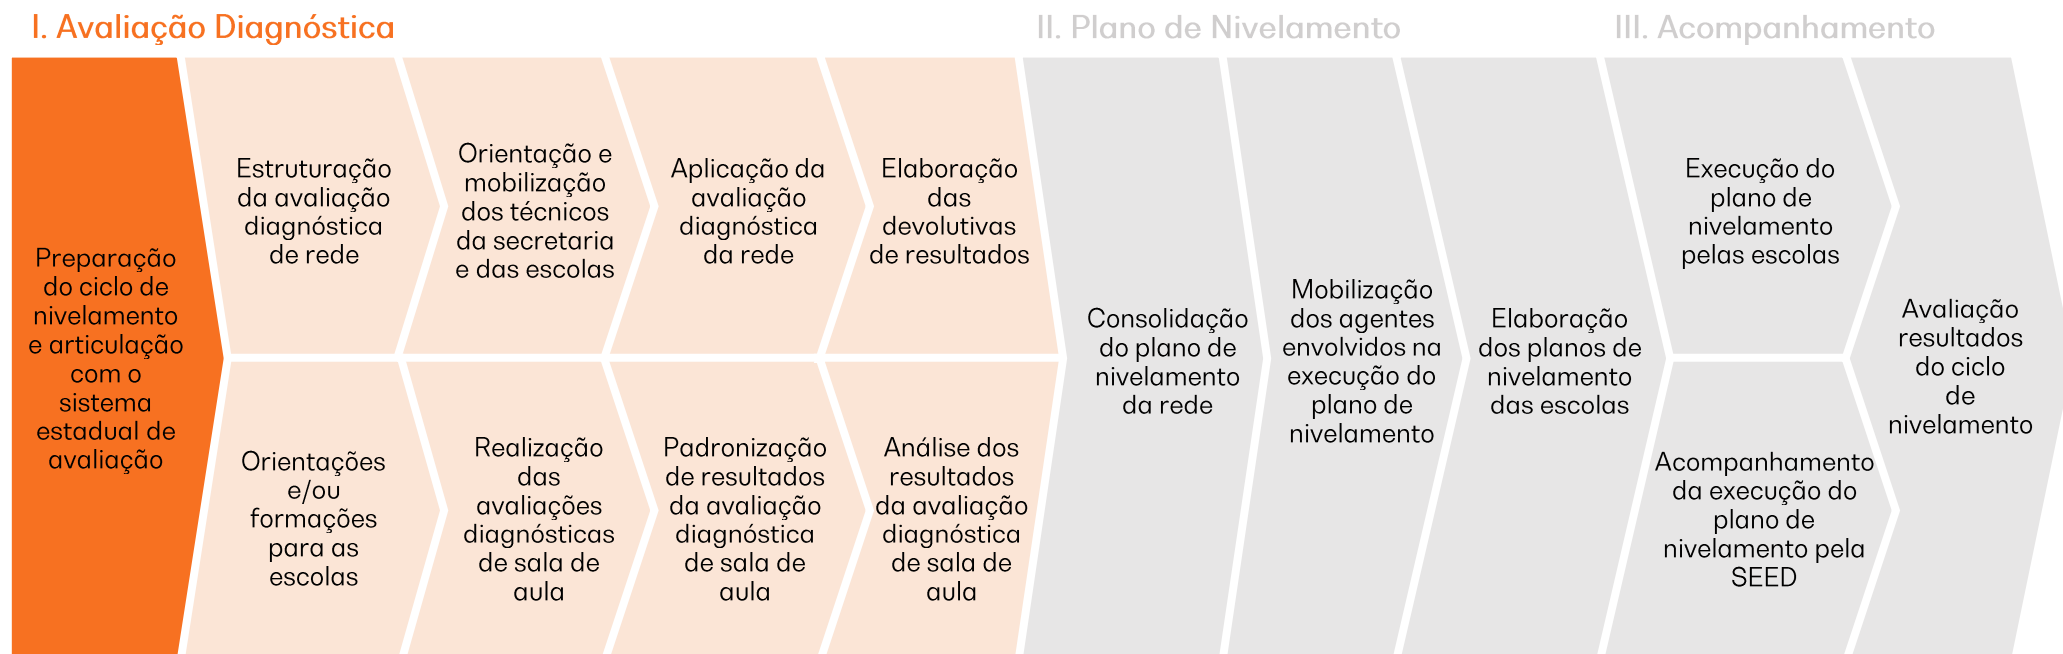 I. Avaliação Diagnóstica
II. Plano de Nivelamento
III. Acompanhamento
Preparação
do ciclo de
nivelamento
e articulação
com o
sistema
estadual de
avaliação
Estruturação
da avaliação
diagnóstica
de rede
Orientação e
mobilização
dos técnicos
da secretaria
e das escolas
Aplicação da
avaliação
diagnóstica
da rede
Elaboração
das
devolutivas
de resultados
Orientações
e/ou
formações
para as
escolas
Realização
das
avaliações
diagnósticas
de sala de
aula
Padronização
de resultados
da avaliação
diagnóstica
de sala de
aula
Análise dos
resultados
da avaliação
diagnóstica
de sala de
aula
Consolidação
do plano de
nivelamento
da rede
Mobilização
dos agentes
envolvidos na
execução do
plano de
nivelamento
Elaboração
dos planos de
nivelamento
das escolas
Execução do
plano de
nivelamento
pelas escolas
Acompanhamento
da execução do
plano de
nivelamento pela
SEED
Avaliação
resultados
do ciclo
de
nivelamento